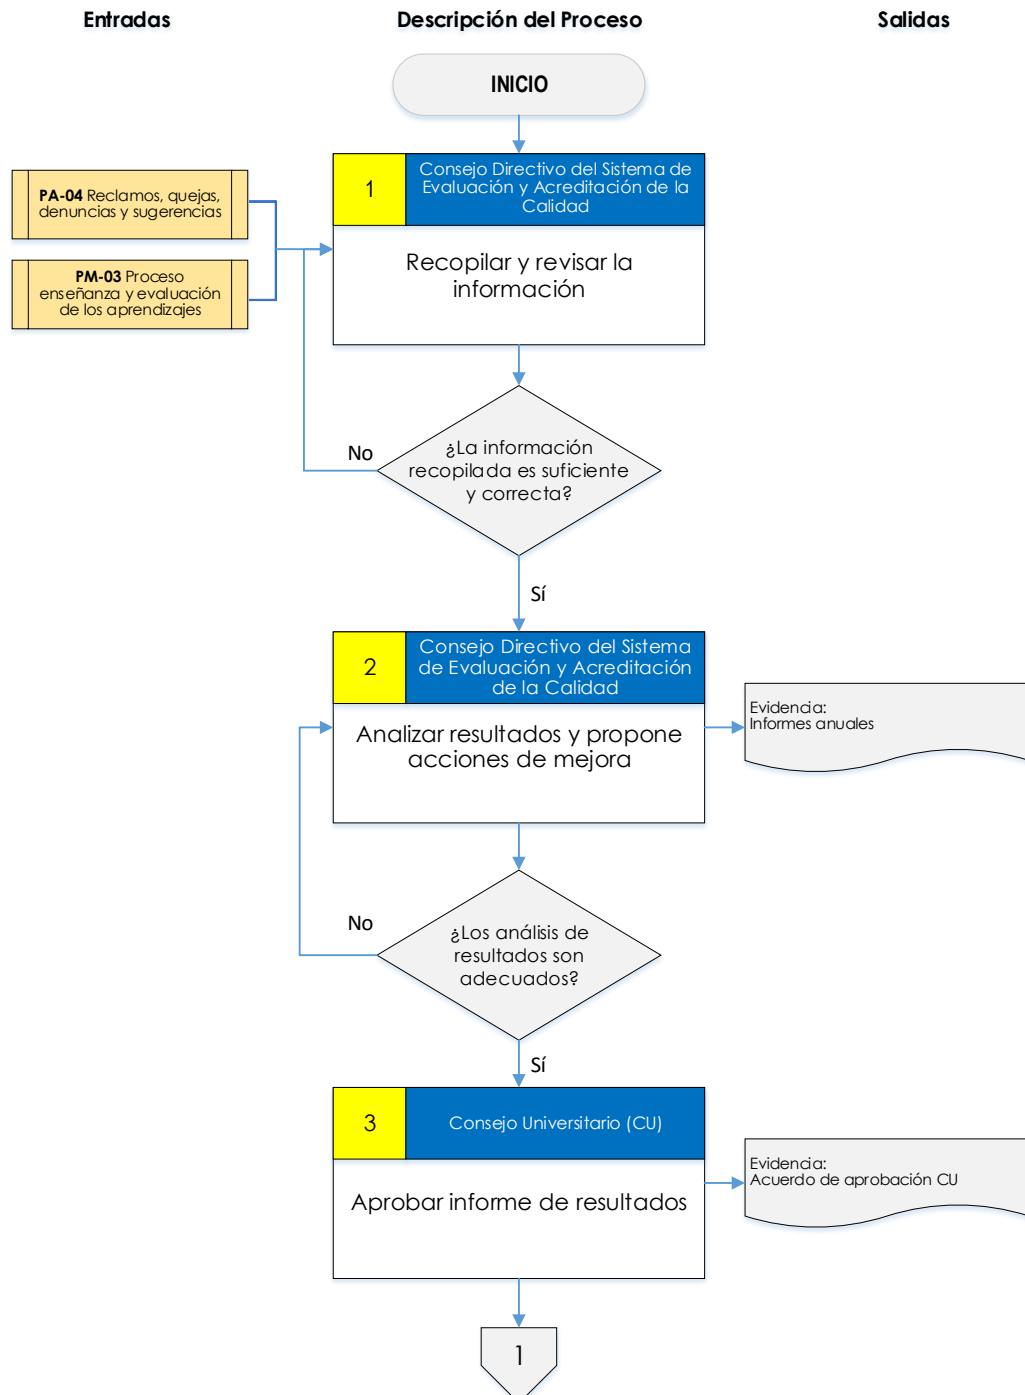 Entradas
Descripción del Proceso
Salidas
INICIO
PA-04 Reclamos, quejas,
denuncias y sugerencias
PM-03 Proceso
enseñanza y evaluación
de los aprendizajes
1
Consejo Directivo del Sistema de
Evaluación y Acreditación de la
Calidad
Recopilar y revisar la
información
No
¿La información
recopilada es suficiente
y correcta?
Sí
2
Consejo Directivo del Sistema
de Evaluación y Acreditación
de la Calidad
Analizar resultados y propone
acciones de mejora
Evidencia:
Informes anuales
No
¿Los análisis de
resultados son
adecuados?
Sí
3
Consejo Universitario (CU)
Aprobar informe de resultados
Evidencia:
Acuerdo de aprobación CU
1